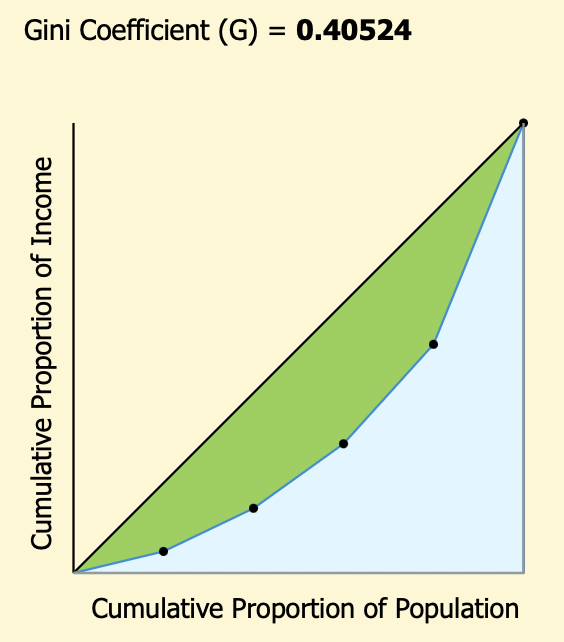 Gini Coefficient (G) = 0.40524
Cumulative Proportion of Income
Cumulative Proportion of Population